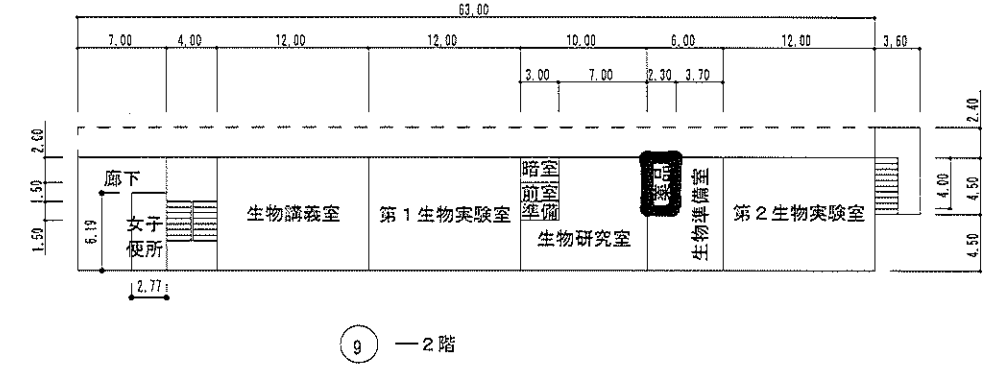 63.00
7.00 4.00 12.00 12.00 10.00 6.00 12.00 3.60
3.00 7.00 2.30 3.70
2.00
1.50
1.50
2.40
4.00
4.50
4.50
廊下
6.19
女子
便所
2.77
生物講義室
第1生物実験室
暗室
前室
準備
生物研究室
薬品
生物準備室
第2生物実験室
9 ー2階